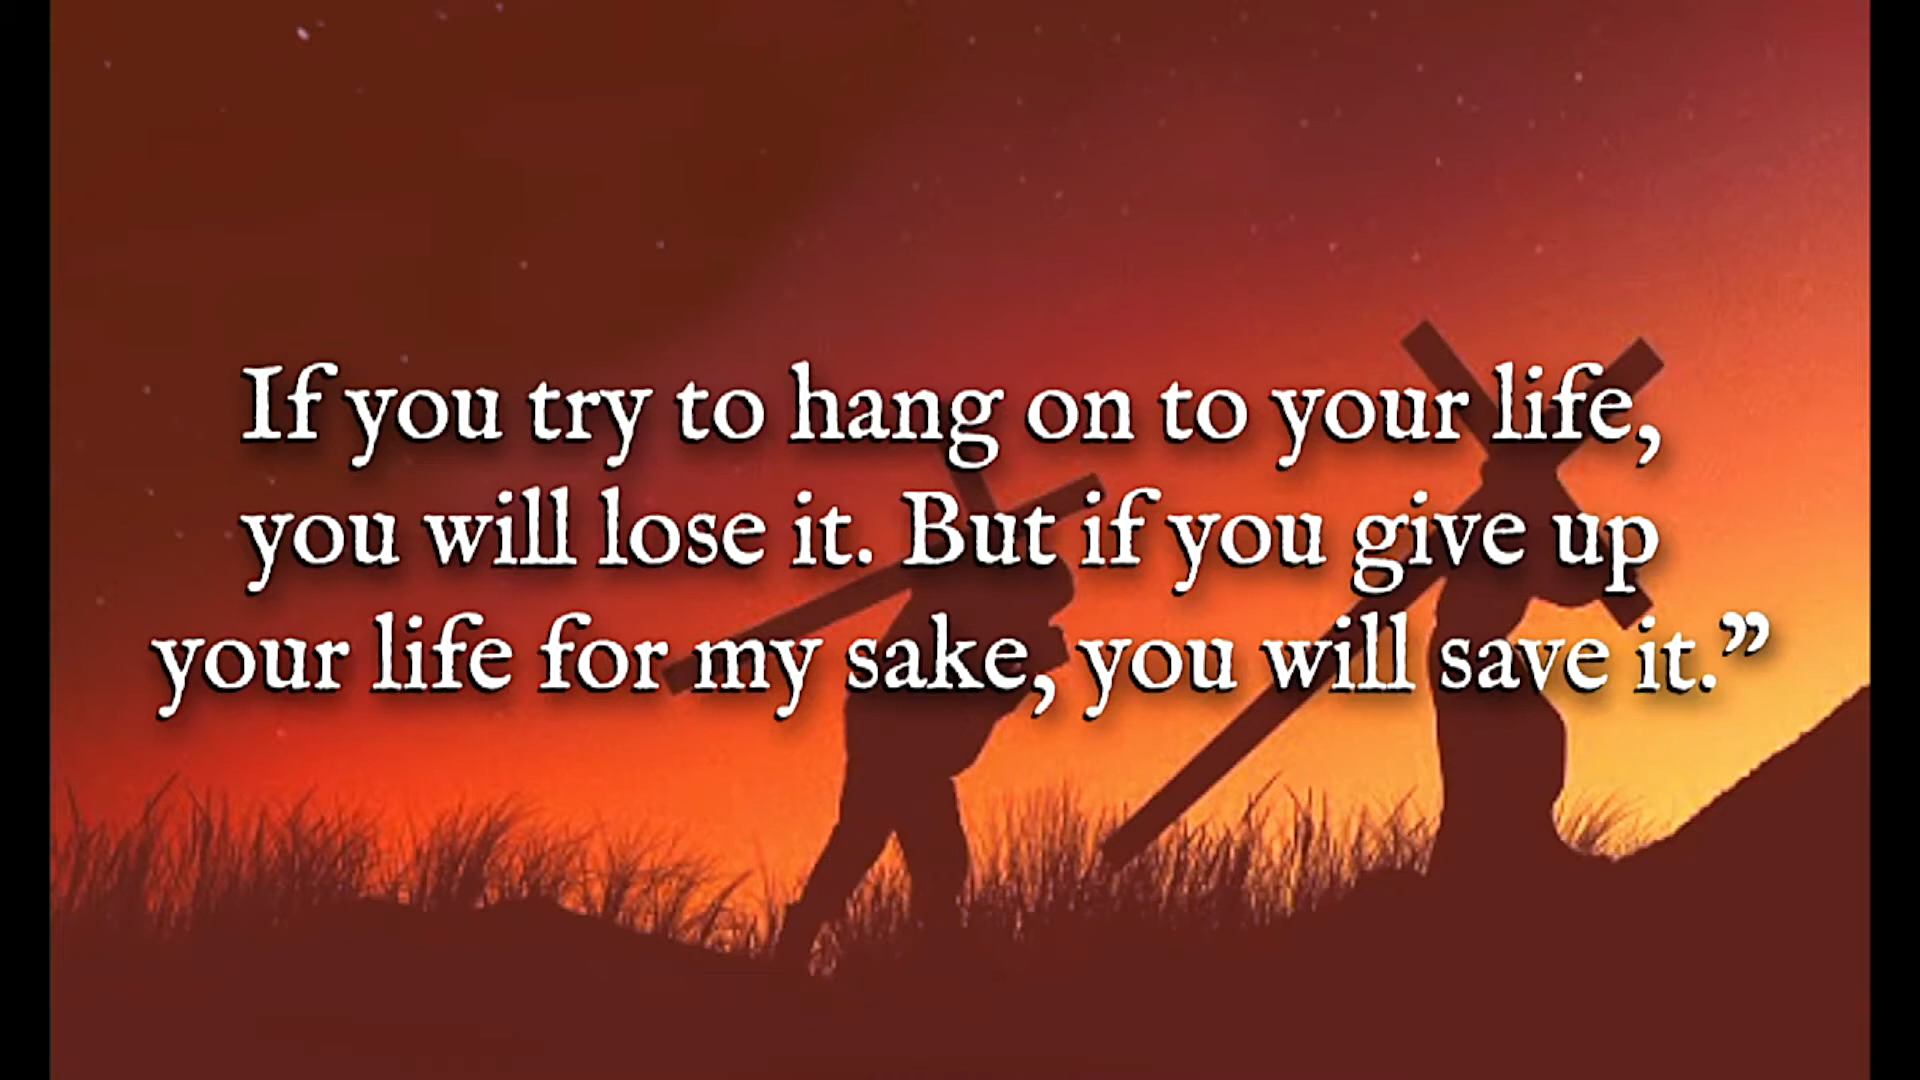 If you try to hang on to your life,
you will lose it. But if you give up
your life for my sake, you will save it.”